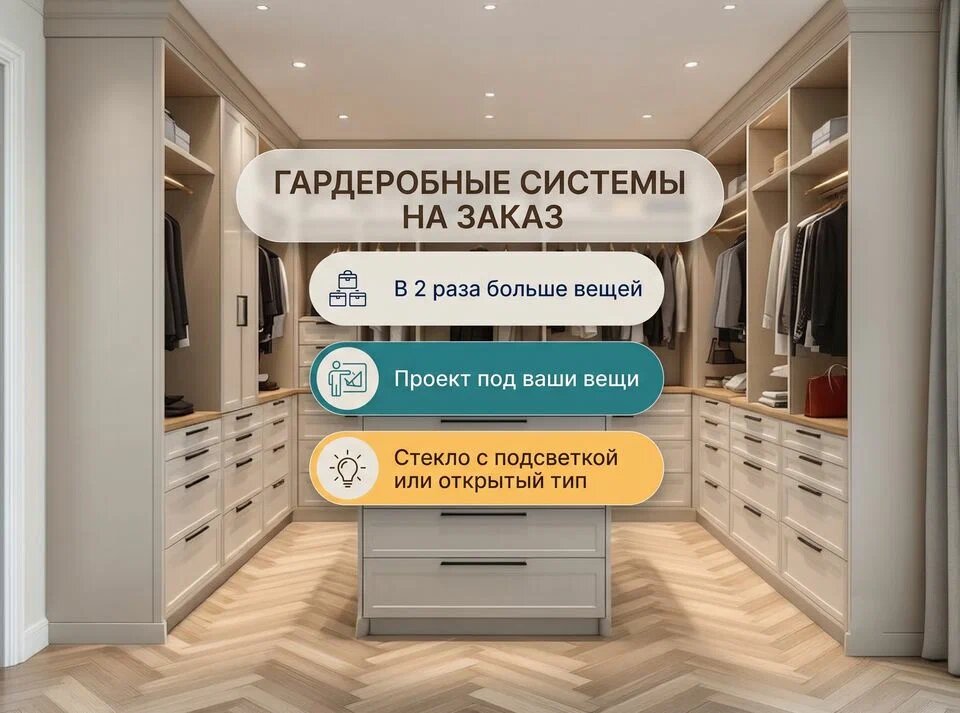 ГАРДЕРОБНЫЕ СИСТЕМЫ
НА ЗАКАЗ
В 2 раза больше вещей
Проект под ваши вещи
Стекло с подсветкой
или открытый тип